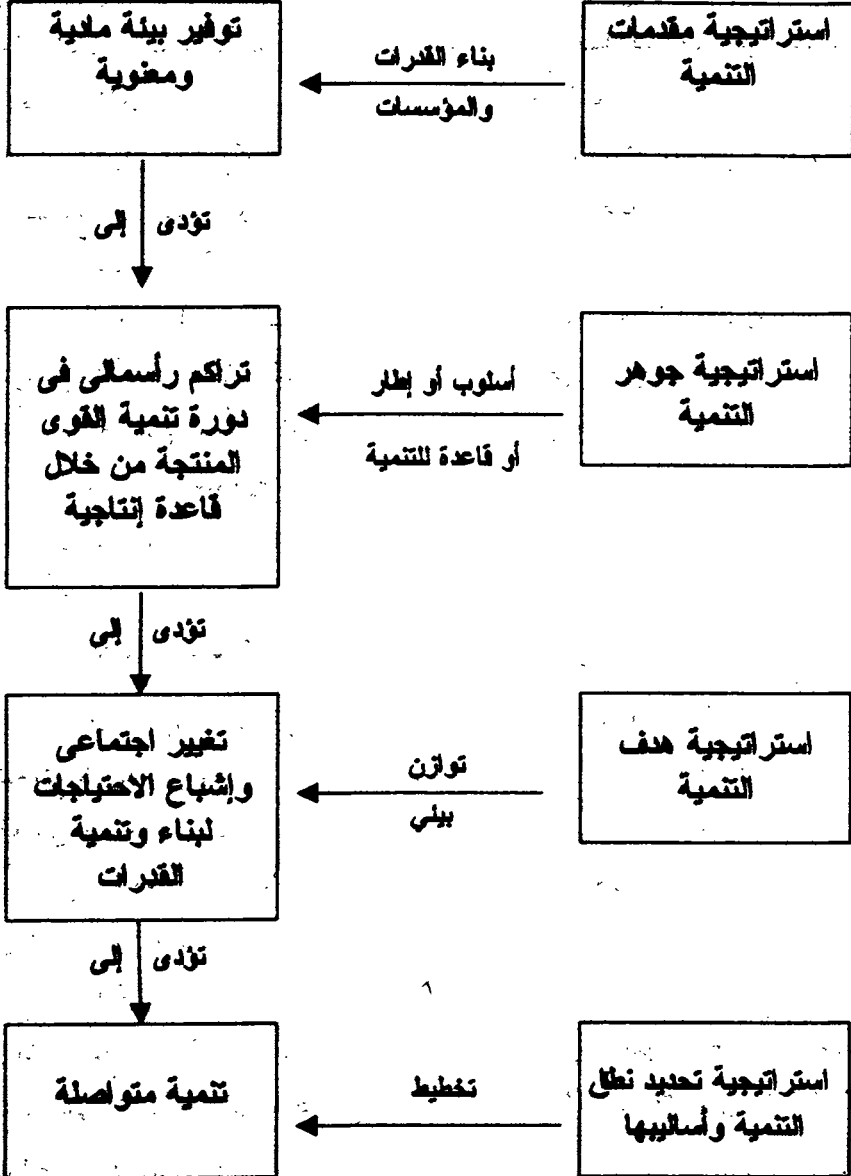 استراتيجية مقدمات
التنمية
بناء القدرات
والمؤسسات
توفير بيئة مادية
ومعنوية
تؤدى إلى
استراتيجية جوهر
التنمية
أسلوب أو إطار
أو قاعدة للتنمية
تراكم رأسمالى فى
دورة تنمية القوى
المنتجة من خلال
قاعدة إنتاجية
تؤدى إلى
استراتيجية هدف
التنمية
توازن
بيئي
تغيير اجتماعى
وإشباع الاحتياجات
لبناء وتنمية
القدرات
تؤدى إلى
استراتيجية تحديد نطاق
التنمية وأساليبها
تخطيط
تنمية متواصلة